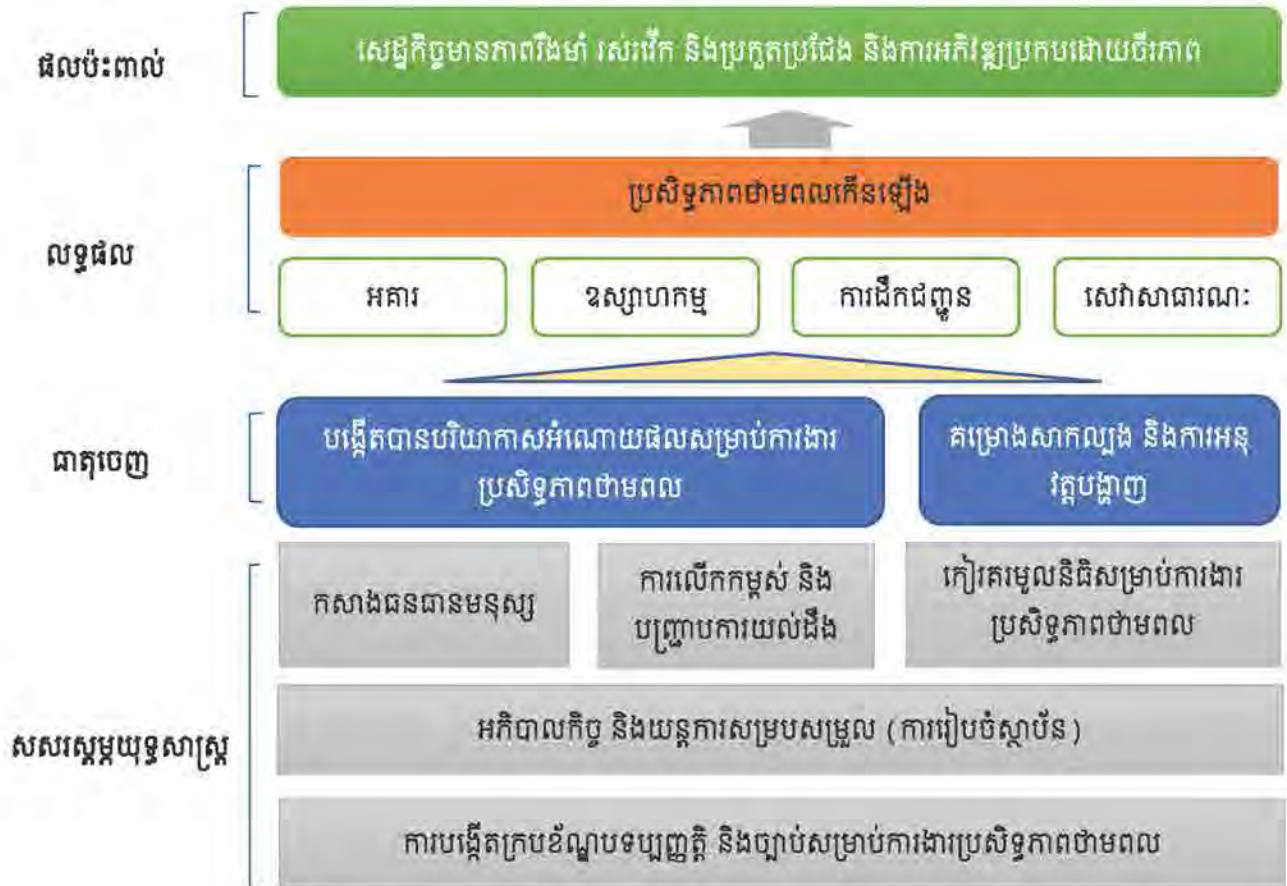 ផលប៉ះពាល់
សេដ្ឋកិច្ចមានភាពរឹងមាំ រស់រវើក និងប្រកួតប្រជែង និងការអភិវឌ្ឍប្រកបដោយចីរភាព
លទ្ធផល
ប្រសិទ្ធភាពថាមពលកើនឡើង
អគារ
ឧស្សាហកម្ម
ការដឹកជញ្ជូន
សេវាសាធារណៈ
ធាតុចេញ
បង្កើតបានបរិយាកាសអំណោយផលសម្រាប់ការងារ
ប្រសិទ្ធភាពថាមពល
គម្រោងសាកល្បង និងការអនុ
វត្តបង្ហាញ
សសរស្តម្ភយុទ្ធសាស្ត្រ
កសាងធនធានមនុស្ស
ការលើកកម្ពស់ និង
បញ្ជ្រាបការយល់ដឹង
កៀរគរមូលនិធិសម្រាប់ការងារ
ប្រសិទ្ធភាពថាមពល
អភិបាលកិច្ច និងយន្តការសម្របសម្រួល (ការរៀបចំស្ថាប័ន)
ការបង្កើតក្របខ័ណ្ឌបទប្បញ្ញត្តិ និងច្បាប់សម្រាប់ការងារប្រសិទ្ធភាពថាមពល